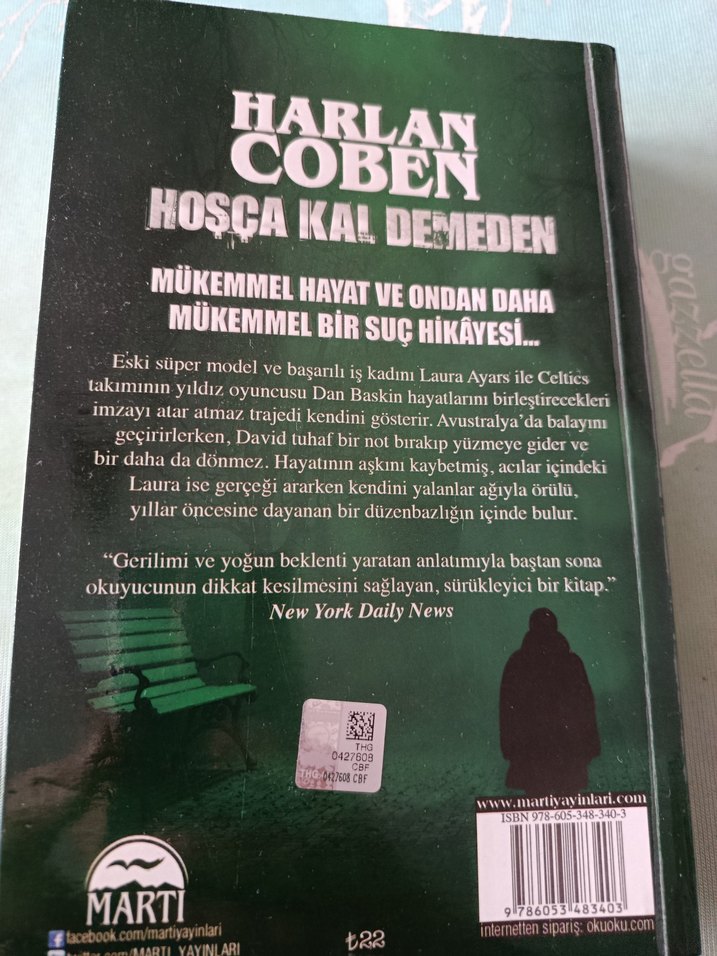 HARLAN
COBEN
HOŞÇA KAL DEMEDEN
MÜKEMMEL HAYAT VE ONDAN DAHA
MÜKEMMEL BİR SUÇ HİKÂYESİ...
Eski süper model ve başarılı iş kadını Laura Ayars ile Celtics
takımının yıldız oyuncusu Dan Baskin hayatlarını birleştirecekleri
imzayı atar atmaz trajedi kendini gösterir. Avustralya'da balayını
geçirirlerken, David tuhaf bir not bırakıp yüzmeye gider ve
bir daha da dönmez. Hayatının aşkını kaybetmiş, acılar içindeki
Laura ise gerçeği ararken kendini yalanlar ağıyla örülü,
yıllar öncesine dayanan bir düzenbazlığın içinde bulur.
“Gerilimi ve yoğun beklenti yaratan anlatımıyla baştan sona
okuyucunun dikkat kesilmesini sağlayan, sürükleyici bir kitap.”
New York Daily News
gazzella
THG
0427608
CBF
THG 0427608 CBF
www.martiyayinlari.com
ISBN 978-605-348-340-3
9 786053 483403
internetten sipariş: okuoku.com
MARTI
facebook.com/martiyayinlari
twitter.com/MARTI_YAYINLARI
₺22